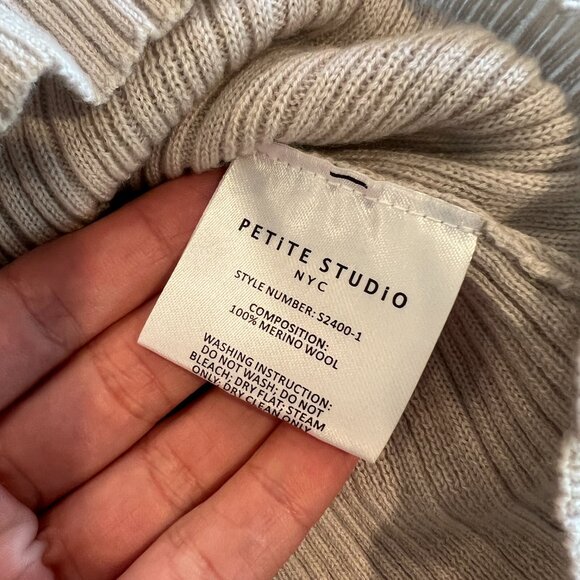 PETiTE STUDiO
NYC
STYLE NUMBER: S2400-1
COMPOSITION:
100% MERINO WOOL
WASHING INSTRUCTION:
DO NOT WASH; DO NOT
BLEACH; DRY FLAT; STEAM
ONLY; DRY CLEAN ONLY